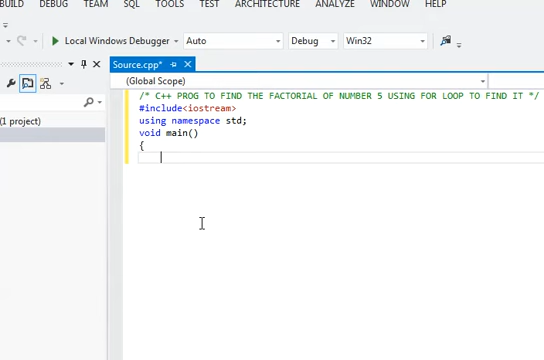 BUILD DEBUG TEAM SQL TOOLS TEST ARCHITECTURE ANALYZE WINDOW HELP
Local Windows Debugger Auto Debug Win32
Source.cpp*
(Global Scope)
/* C++ PROG TO FIND THE FACTORIAL OF NUMBER 5 USING FOR LOOP TO FIND IT */
#include<iostream>
(1 project)
using namespace std;
void main()
{